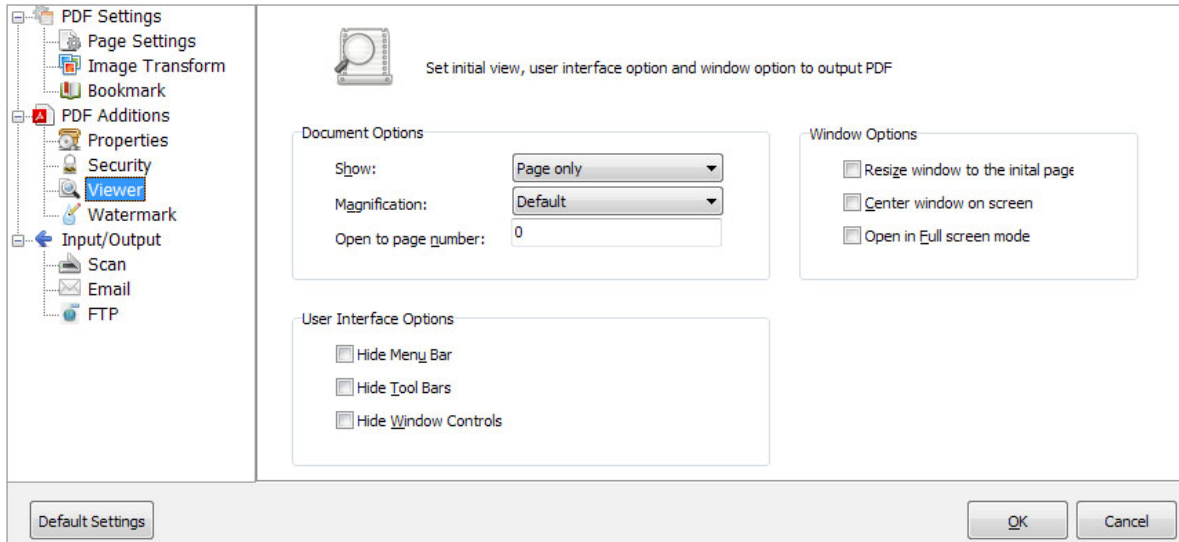 PDF Settings
Page Settings
Image Transform
Bookmark
PDF Additions
Properties
Security
Viewer
Watermark
Input/Output
Scan
Email
FTP
Set initial view, user interface option and window option to output PDF
Document Options
Show: Page only
Magnification: Default
Open to page number: 0
Window Options
Resize window to the inital page
Center window on screen
Open in Full screen mode
User Interface Options
Hide Menu Bar
Hide Tool Bars
Hide Window Controls
Default Settings
OK
Cancel